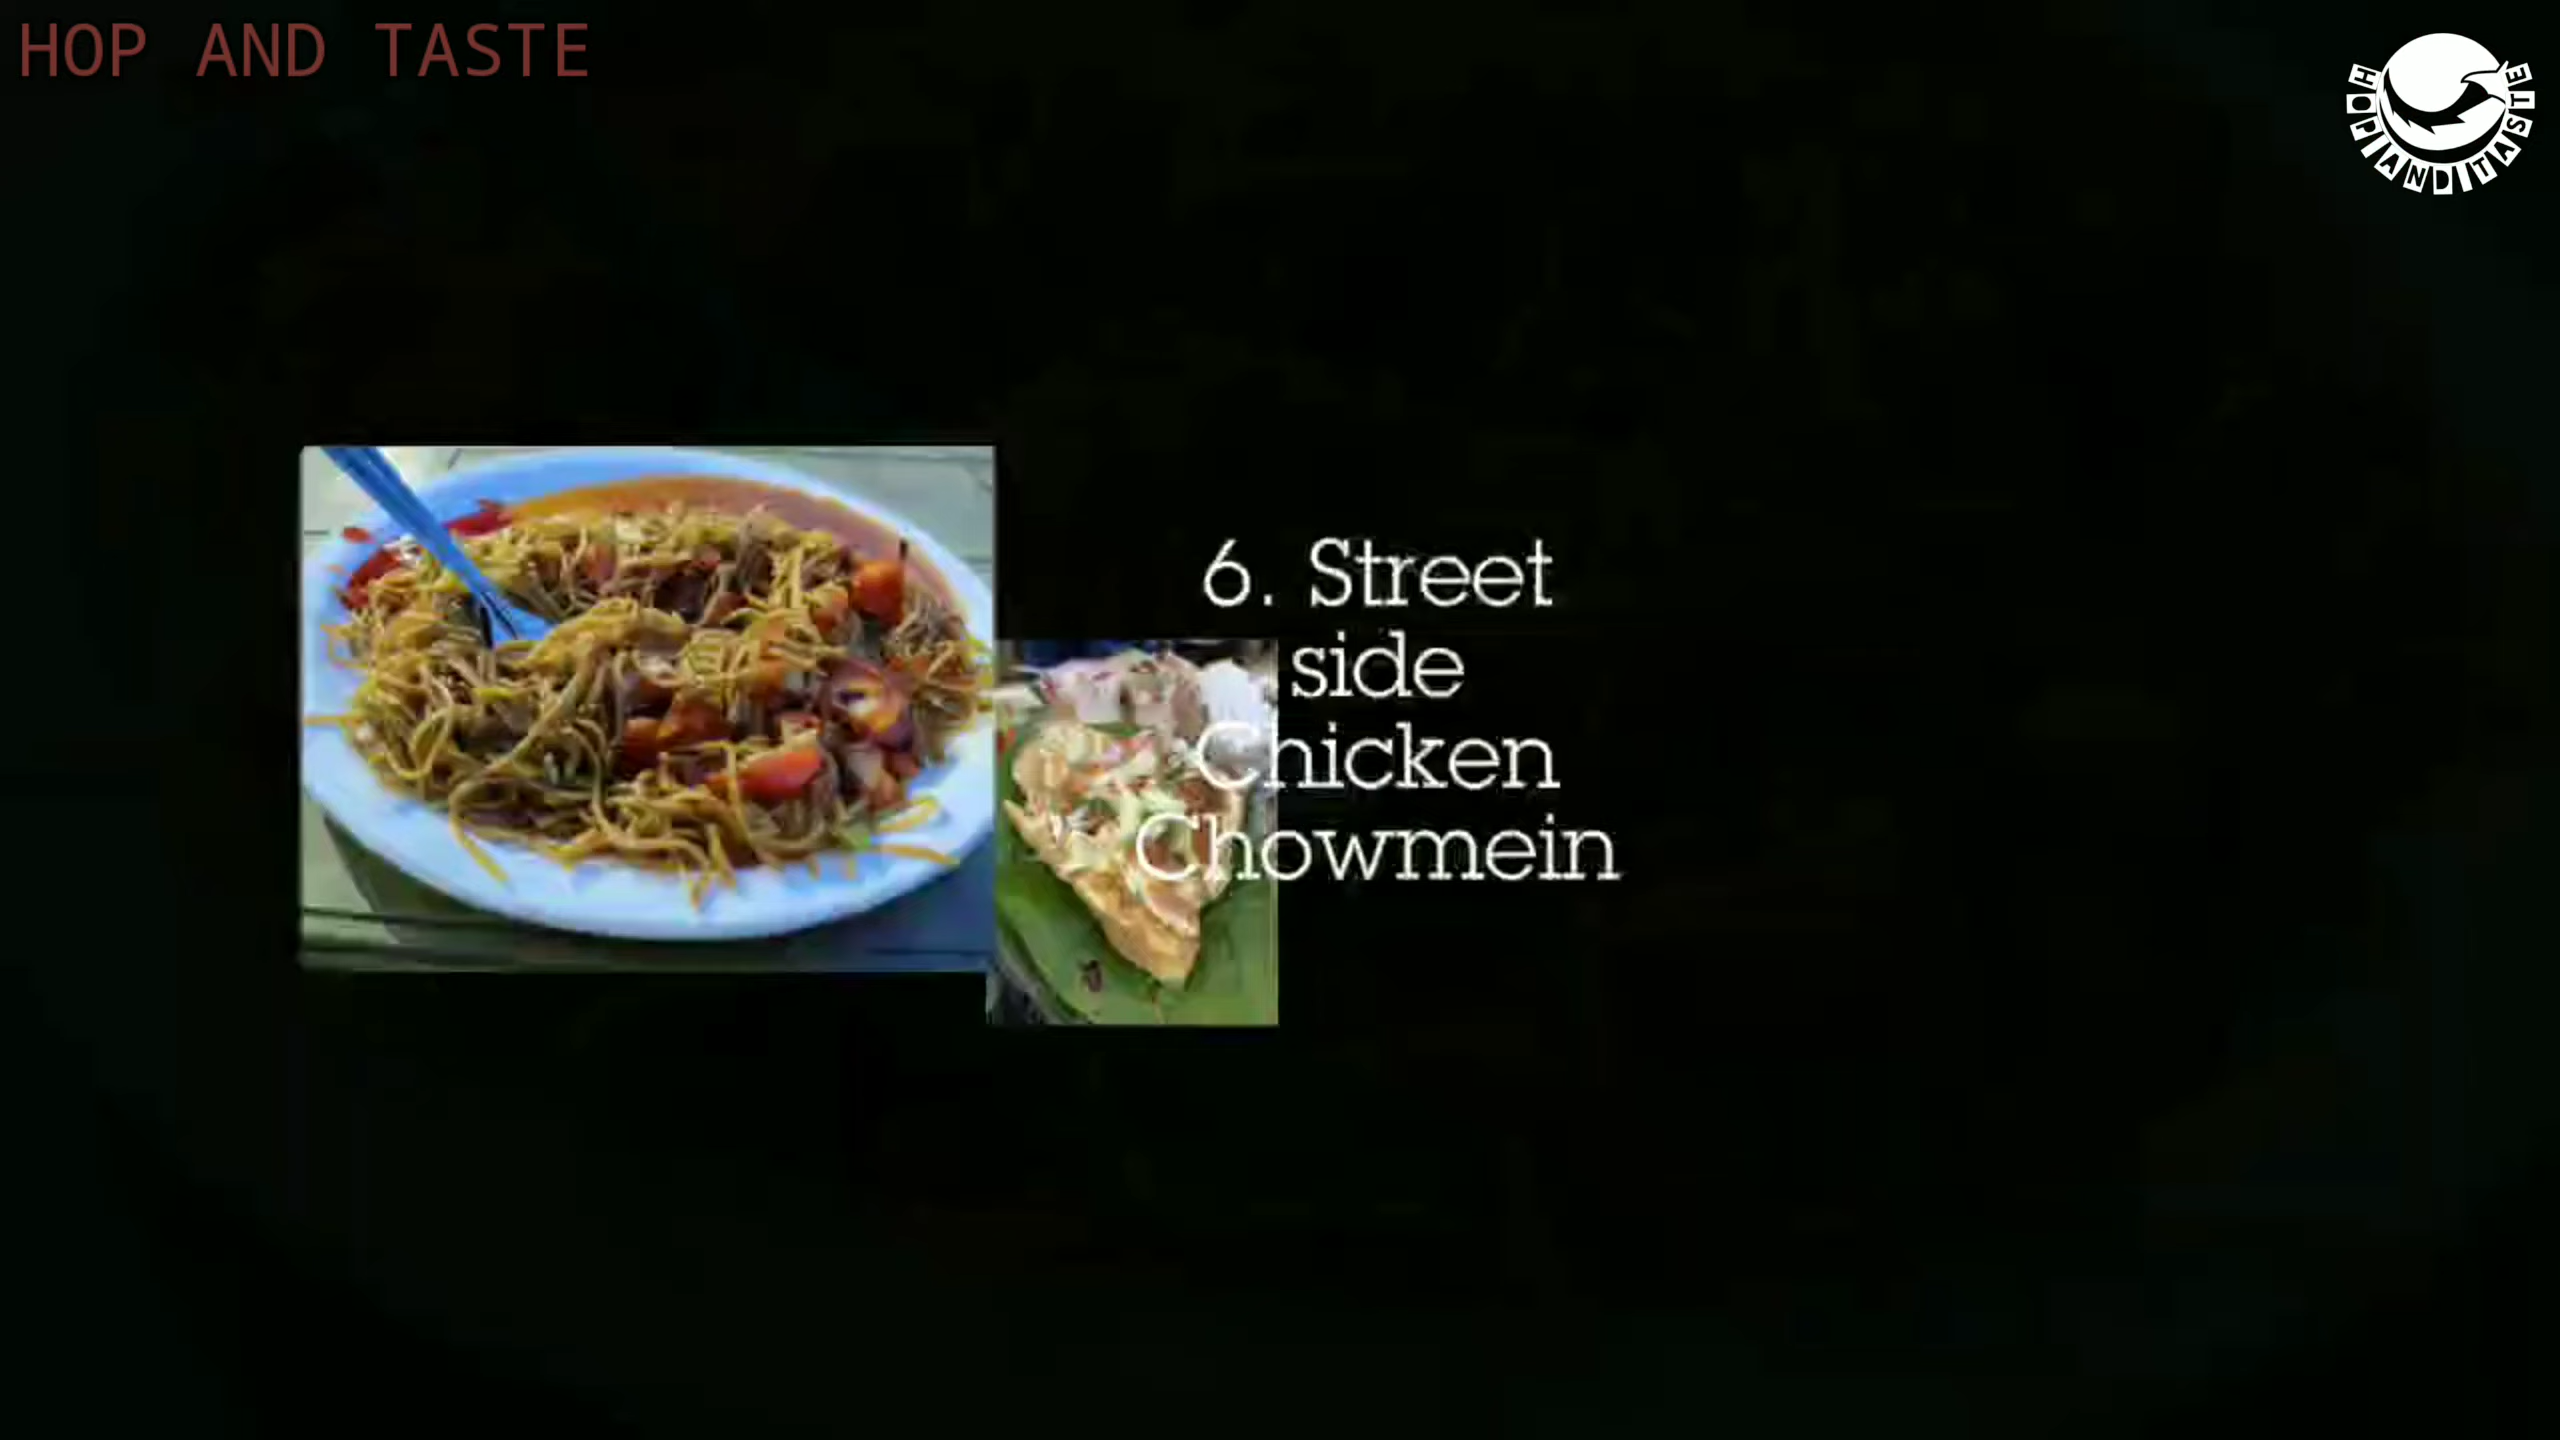 HOP AND TASTE
HOP AND TASTE
6. Street
side
Chicken
Chowmein